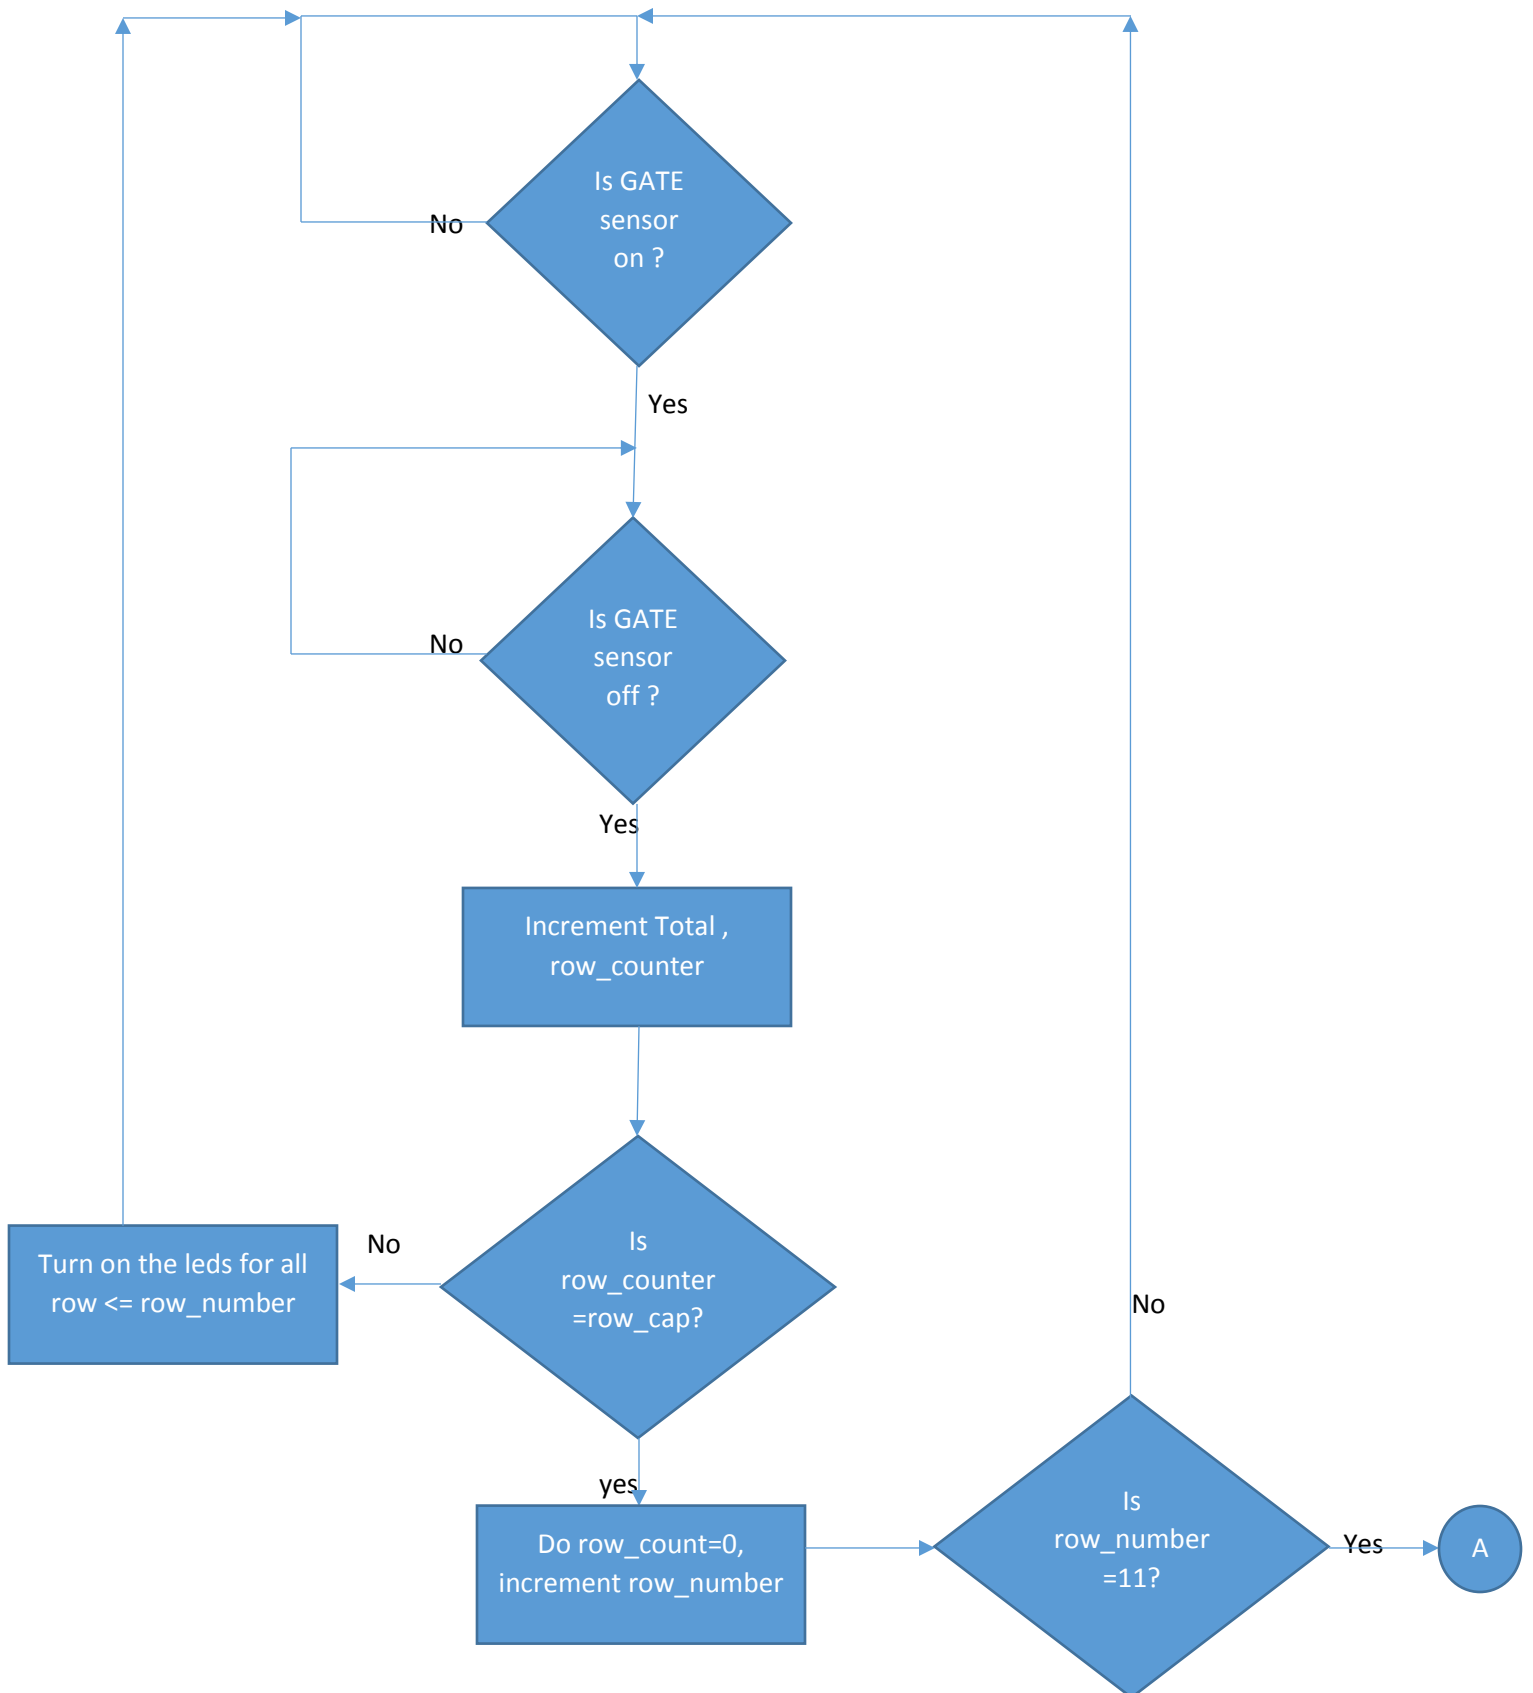 Is GATE
sensor
on ?
No
Yes
Is GATE
sensor
off ?
No
Yes
Increment Total ,
row_counter
Is
row_counter
=row_cap?
No
Turn on the leds for all
row <= row_number
yes
Do row_count=0,
increment row_number
Is
row_number
=11?
No
Yes
A